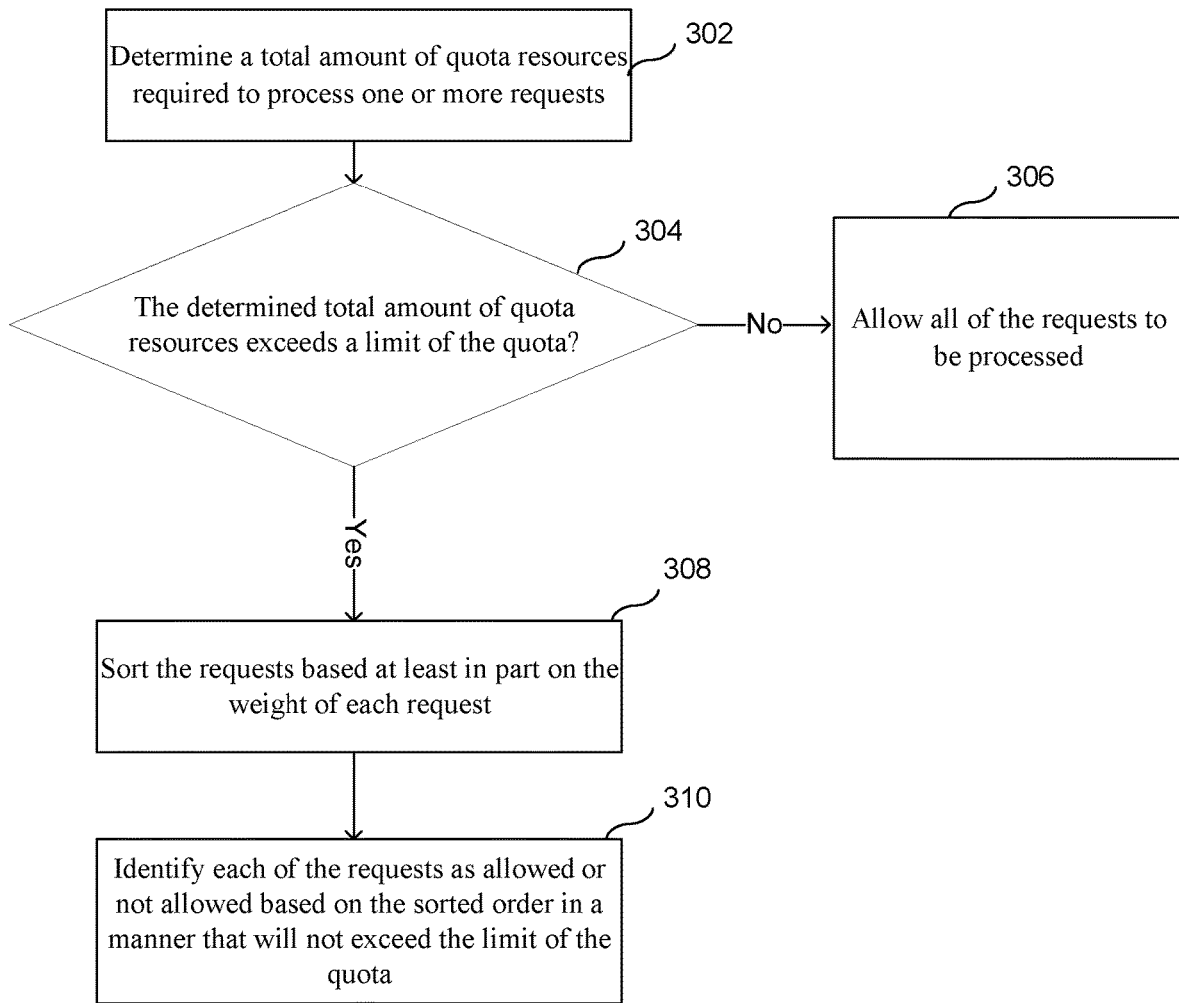 302
Determine a total amount of quota resources
required to process one or more requests
304
The determined total amount of quota
resources exceeds a limit of the quota?
No
306
Allow all of the requests to
be processed
Yes
308
Sort the requests based at least in part on the
weight of each request
310
Identify each of the requests as allowed or
not allowed based on the sorted order in a
manner that will not exceed the limit of the
quota